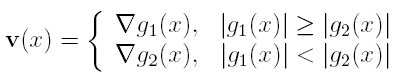 v(x) = { ∇g₁(x), |g₁(x)| ≥ |g₂(x)|
∇g₂(x), |g₁(x)| < |g₂(x)|